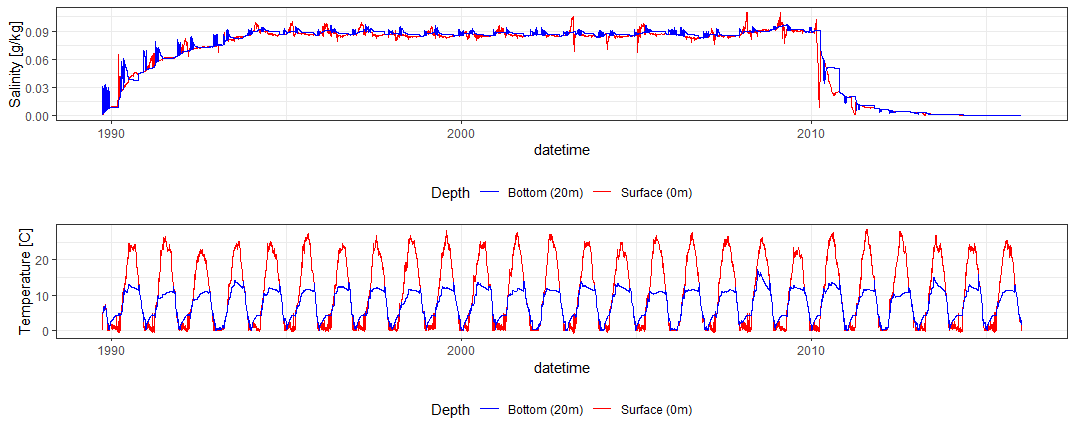 Salinity [g/kg]
0.09
0.06
0.03
0.00
1990 2000 2010
datetime
Depth Bottom (20m) Surface (0m)
Temperature [C]
20
10
0
1990 2000 2010
datetime
Depth Bottom (20m) Surface (0m)